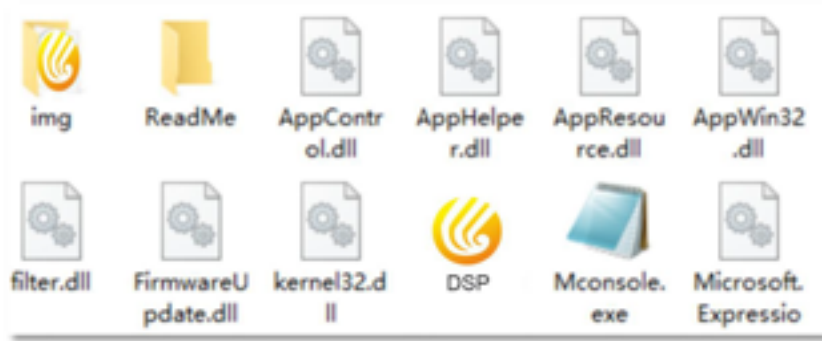 img ReadMe AppContr AppHelpe AppResou AppWin32
ol.dll r.dll rce.dll .dll
filter.dll FirmwareU kernel32.d DSP Mconsole. Microsoft.
pdate.dll ll exe Expressio